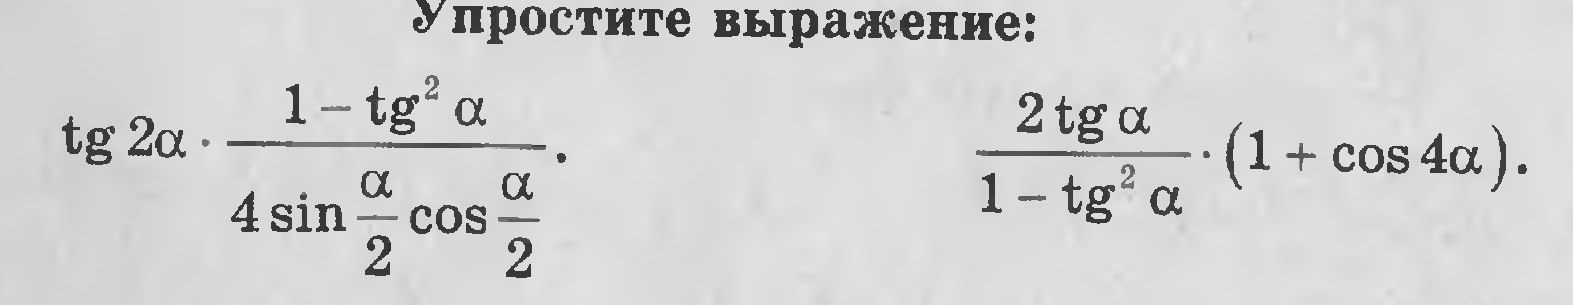 Упростите выражение:
tg 2α · (1 − tg² α) / (4 sin α/2 cos α/2).
(2 tg α) / (1 − tg² α) · (1 + cos 4α).